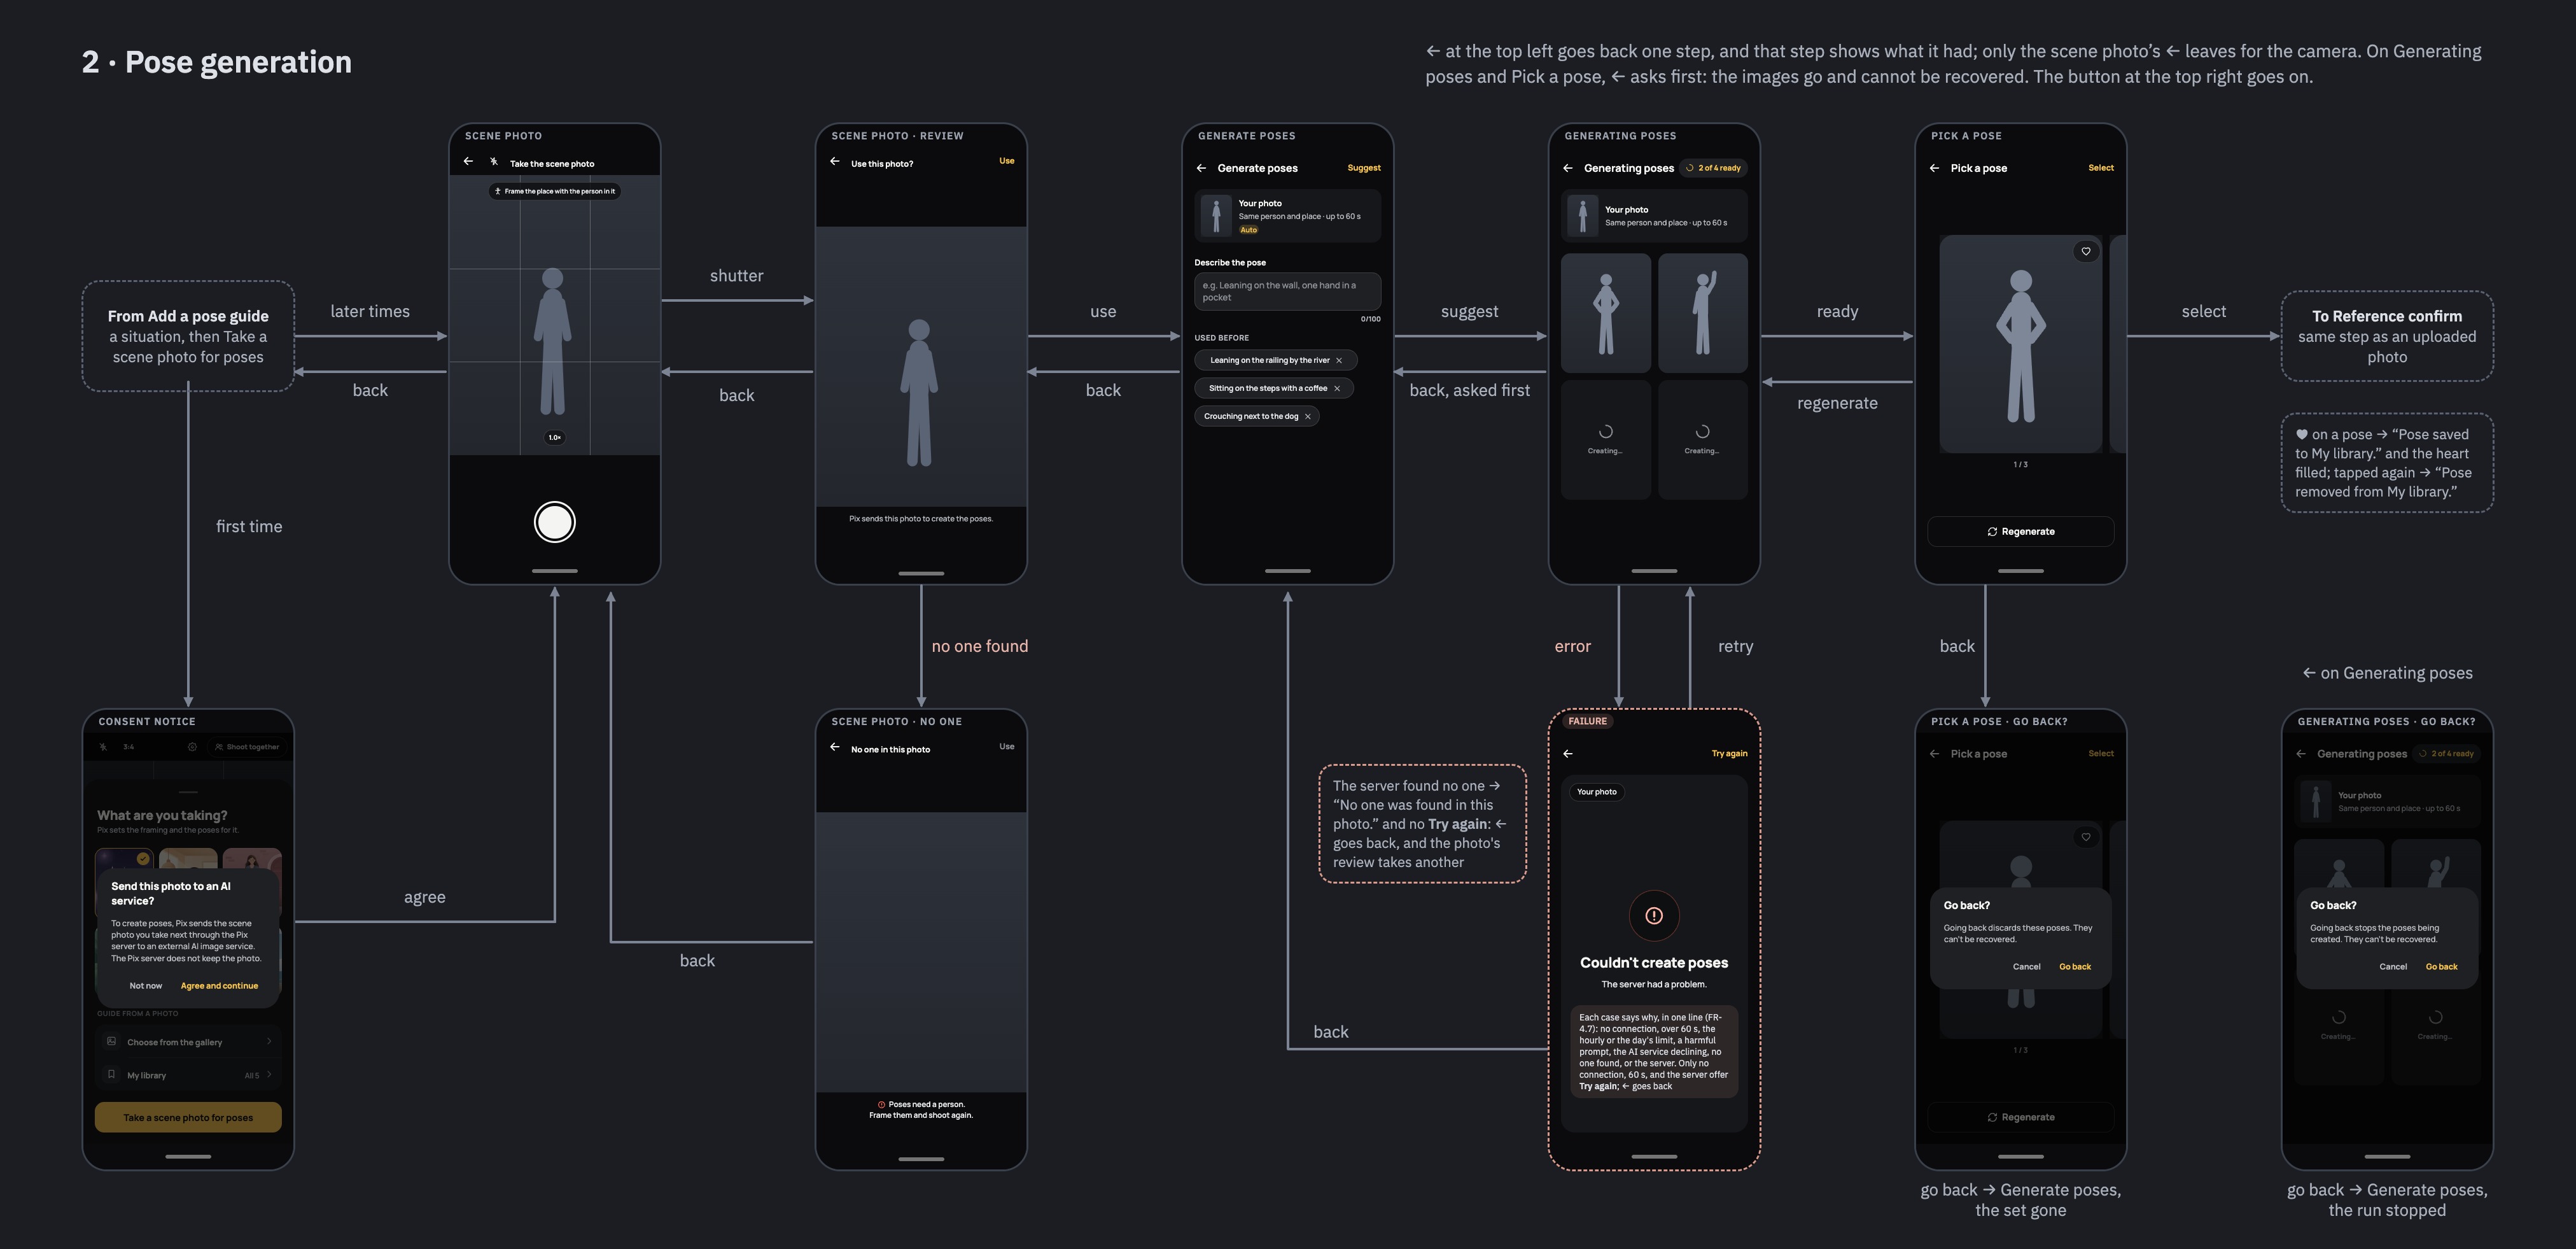 2 · Pose generation
← at the top left goes back one step, and that step shows what it had; only the scene photo’s ← leaves for the camera. On Generating
poses and Pick a pose, ← asks first: the images go and cannot be recovered. The button at the top right goes on.
From Add a pose guide
a situation, then Take a
scene photo for poses
later times
back
first time
SCENE PHOTO
← Take the scene photo
Frame the place with the person in it
1.0×
shutter
back
SCENE PHOTO · REVIEW
← Use this photo? Use
Pix sends this photo to create the poses.
use
back
GENERATE POSES
← Generate poses Suggest
Your photo
Same person and place · up to 60 s
Auto
Describe the pose
e.g. Leaning on the wall, one hand in a
pocket
0/100
USED BEFORE
Leaning on the railing by the river ×
Sitting on the steps with a coffee ×
Crouching next to the dog ×
suggest
back, asked first
GENERATING POSES
← Generating poses 2 of 4 ready
Your photo
Same person and place · up to 60 s
Creating… Creating…
ready
regenerate
PICK A POSE
← Pick a pose Select
1 / 3
Regenerate
select
To Reference confirm
same step as an uploaded
photo
♥ on a pose → “Pose saved
to My library.” and the heart
filled; tapped again → “Pose
removed from My library.”
no one found
error
retry
back
← on Generating poses
CONSENT NOTICE
3:4 Shoot together
What are you taking?
Pix sets the framing and the poses for it.
Send this photo to an AI
service?
To create poses, Pix sends the scene
photo you take next through the Pix
server to an external AI image service.
The Pix server does not keep the photo.
Not now Agree and continue
GUIDE FROM A PHOTO
Choose from the gallery
My library All 5
Take a scene photo for poses
agree
back
SCENE PHOTO · NO ONE
← No one in this photo Use
Poses need a person.
Frame them and shoot again.
The server found no one →
“No one was found in this
photo.” and no Try again: ←
goes back, and the photo's
review takes another
back
FAILURE
← Try again
Your photo
Couldn't create poses
The server had a problem.
Each case says why, in one line (FR-
4.7): no connection, over 60 s, the
hourly or the day's limit, a harmful
prompt, the AI service declining, no
one found, or the server. Only no
connection, 60 s, and the server offer
Try again; ← goes back
PICK A POSE · GO BACK?
← Pick a pose Select
Go back?
Going back discards these poses. They
can't be recovered.
Cancel Go back
1 / 3
Regenerate
go back → Generate poses,
the set gone
GENERATING POSES · GO BACK?
← Generating poses 2 of 4 ready
Your photo
Same person and place · up to 60 s
Go back?
Going back stops the poses being
created. They can't be recovered.
Cancel Go back
Creating… Creating…
go back → Generate poses,
the run stopped